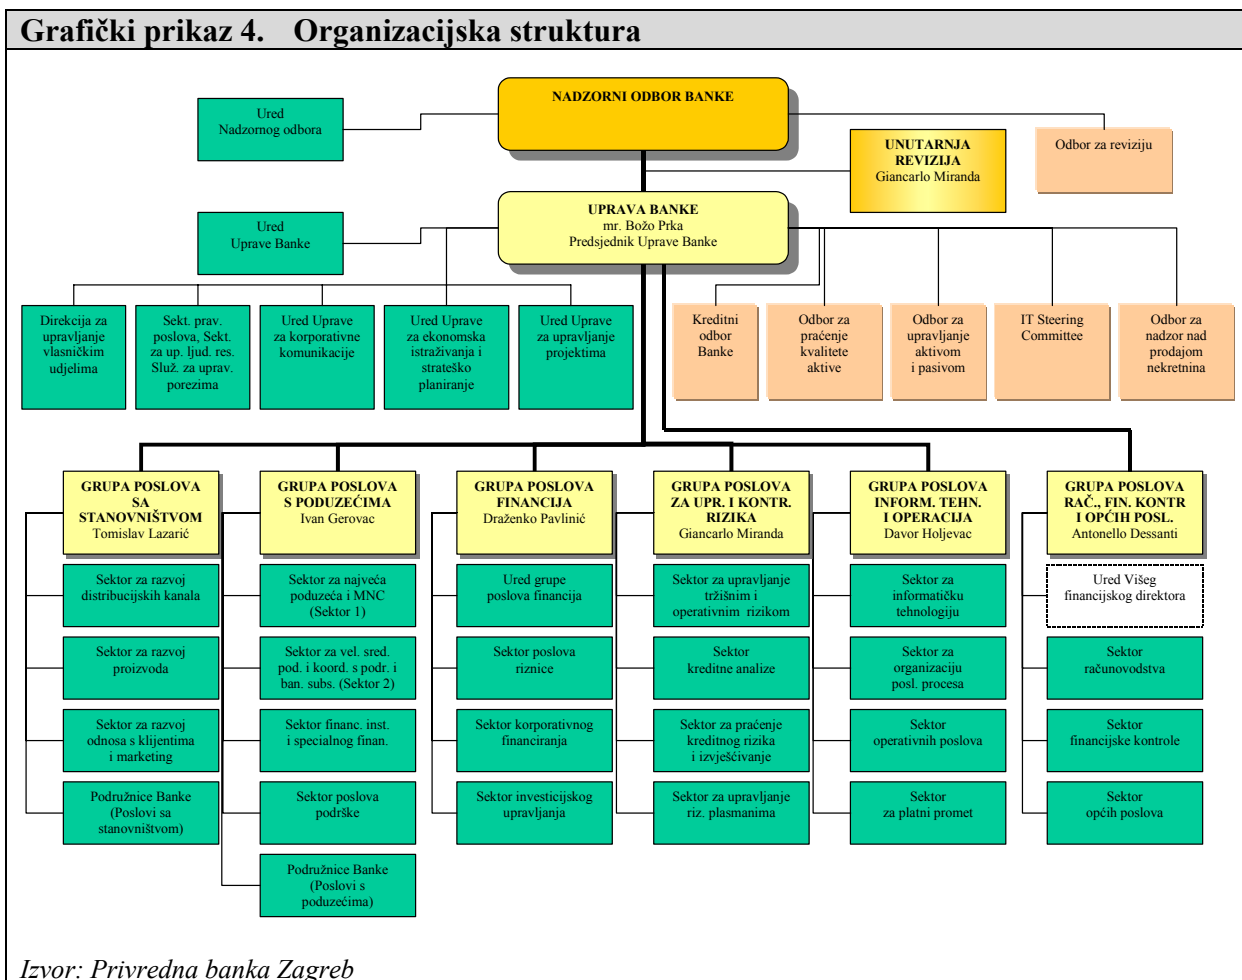 Grafički prikaz 4. Organizacijska struktura
NADZORNI ODBOR BANKE
Ured
Nadzornog odbora
UNUTARNJA
REVIZIJA
Giancarlo Miranda
Odbor za reviziju
UPRAVA BANKE
mr. Božo Prka
Predsjednik Uprave Banke
Ured
Uprave Banke
Direkcija za
upravljanje
vlasničkim
udjelima
Sekt. prav.
poslova, Sekt.
za up. ljud. res.
Služ. za uprav.
porezima
Ured Uprave
za korporativne
komunikacije
Ured Uprave
za ekonomska
istraživanja i
strateško
planiranje
Ured Uprave
za upravljanje
projektima
Kreditni
odbor
Banke
Odbor za
praćenje
kvalitete
aktive
Odbor za
upravljanje
aktivom
i pasivom
IT Steering
Committee
Odbor za
nadzor nad
prodajom
nekretnina
GRUPA POSLOVA
SA
STANOVNIŠTVOM
Tomislav Lazarić
Sektor za razvoj
distribucijskih kanala
Sektor za razvoj
proizvoda
Sektor za razvoj
odnosa s klijentima
i marketing
Podružnice Banke
(Poslovi sa
stanovništvom)
GRUPA POSLOVA
S PODUZEĆIMA
Ivan Gerovac
Sektor za najveća
poduzeća i MNC
(Sektor 1)
Sektor za vel. sred.
pod. i koord. s podr. i
ban. subs. (Sektor 2)
Sektor financ. inst.
i specialnog finan.
Sektor poslova
podrške
Podružnice Banke
(Poslovi s
poduzećima)
GRUPA POSLOVA
FINANCIJA
Draženko Pavlinić
Ured grupe
poslova financija
Sektor poslova
riznice
Sektor korporativnog
financiranja
Sektor investicijskog
upravljanja
GRUPA POSLOVA
ZA UPR. I KONTR.
RIZIKA
Giancarlo Miranda
Sektor za upravljanje
tržišnim i
operativnim rizikom
Sektor
kreditne analize
Sektor za praćenje
kreditnog rizika
i izvješćivanje
Sektor za upravljanje
riz. plasmanima
GRUPA POSLOVA
INFORM. TEHN.
I OPERACIJA
Davor Holjevac
Sektor za
informatičku
tehnologiju
Sektor za
organizaciju
posl. procesa
Sektor
operativnih poslova
Sektor
za platni promet
GRUPA POSLOVA
RAČ., FIN. KONTR
I OPĆIH POSL.
Antonello Dessanti
Ured Višeg
financijskog direktora
Sektor
računovodstva
Sektor
financijske kontrole
Sektor
općih poslova
Izvor: Privredna banka Zagreb